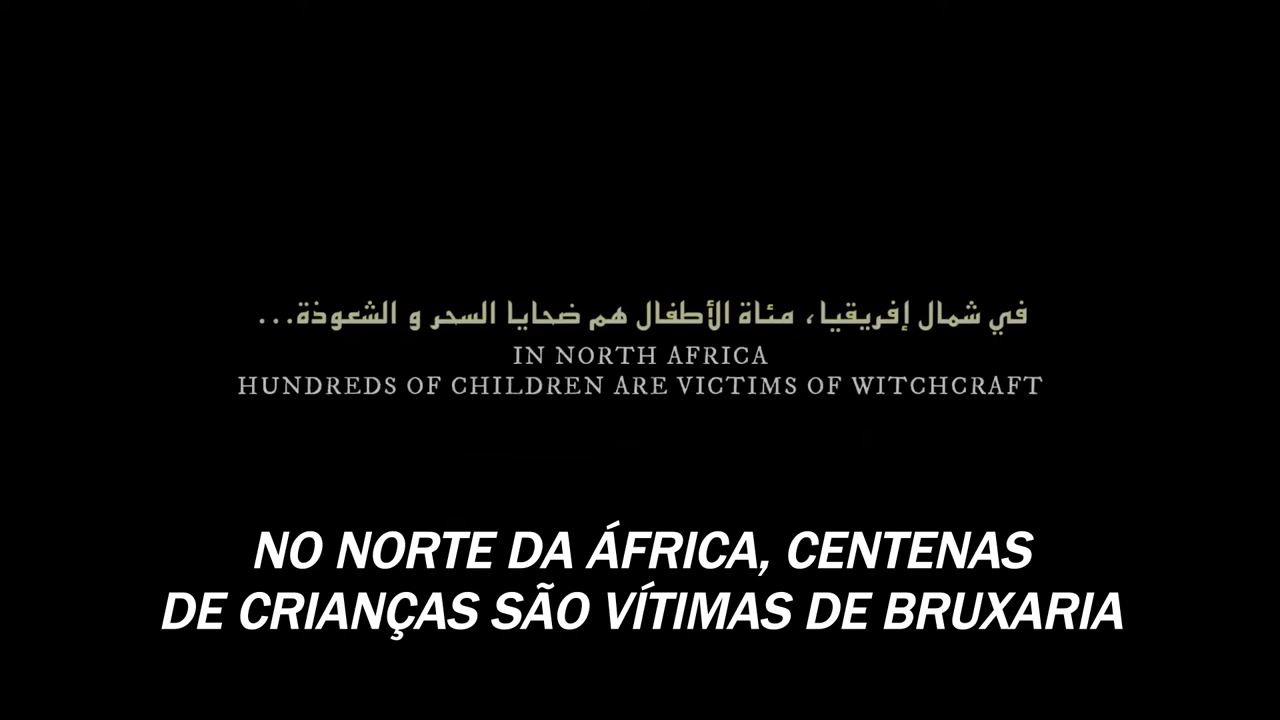 في شمال إفريقيا، مئاة الأطفال هم ضحايا السحر و الشعوذة...
IN NORTH AFRICA
HUNDREDS OF CHILDREN ARE VICTIMS OF WITCHCRAFT
NO NORTE DA ÁFRICA, CENTENAS
DE CRIANÇAS SÃO VÍTIMAS DE BRUXARIA